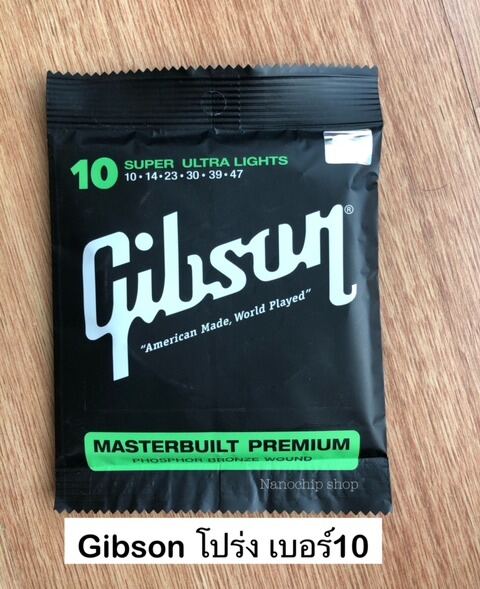 10 SUPER ULTRA LIGHTS
10•14•23•30•39•47
Gibson®
"American Made, World Played"
MASTERBUILT PREMIUM
PHOSPHOR BRONZE WOUND
Nanochip shop
Gibson โปร่ง เบอร์10